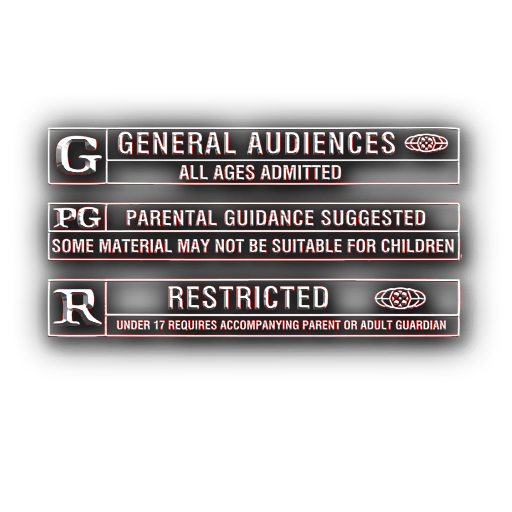 G GENERAL AUDIENCES
ALL AGES ADMITTED
PG PARENTAL GUIDANCE SUGGESTED
SOME MATERIAL MAY NOT BE SUITABLE FOR CHILDREN
R RESTRICTED
UNDER 17 REQUIRES ACCOMPANYING PARENT OR ADULT GUARDIAN